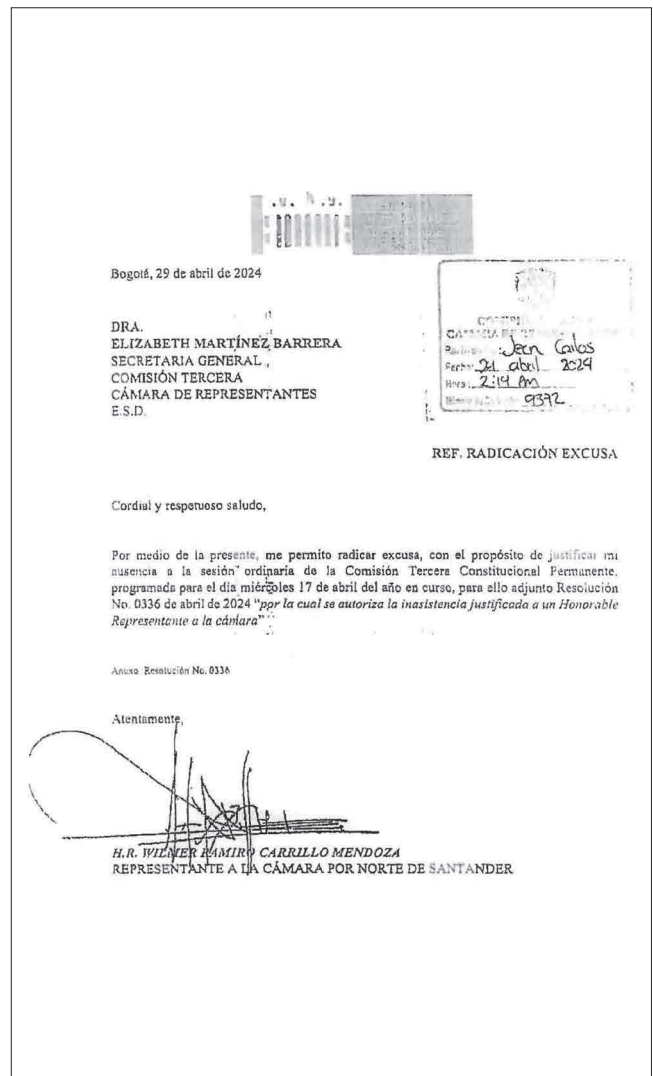 Bogotá, 29 de abril de 2024
DRA.
ELIZABETH MARTÍNEZ BARRERA
SECRETARIA GENERAL
COMISIÓN TERCERA
CÁMARA DE REPRESENTANTES
E.S.D.
Jean Carlos
Fecha: abril 2024
Hora: 2:14 pm
9372
REF. RADICACIÓN EXCUSA
Cordial y respetuoso saludo,
Por medio de la presente, me permito radicar excusa, con el propósito de justificar mi
ausencia a la sesión ordinaria de la Comisión Tercera Constitucional Permanente,
programada para el día miércoles 17 de abril del año en curso, para ello adjunto Resolución
No. 0336 de abril de 2024 "por la cual se autoriza la inasistencia justificada a un Honorable
Representante a la cámara"
Anexo Resolución No. 0336
Atentamente,
H.R. WILMER RAMIRO CARRILLO MENDOZA
REPRESENTANTE A LA CÁMARA POR NORTE DE SANTANDER